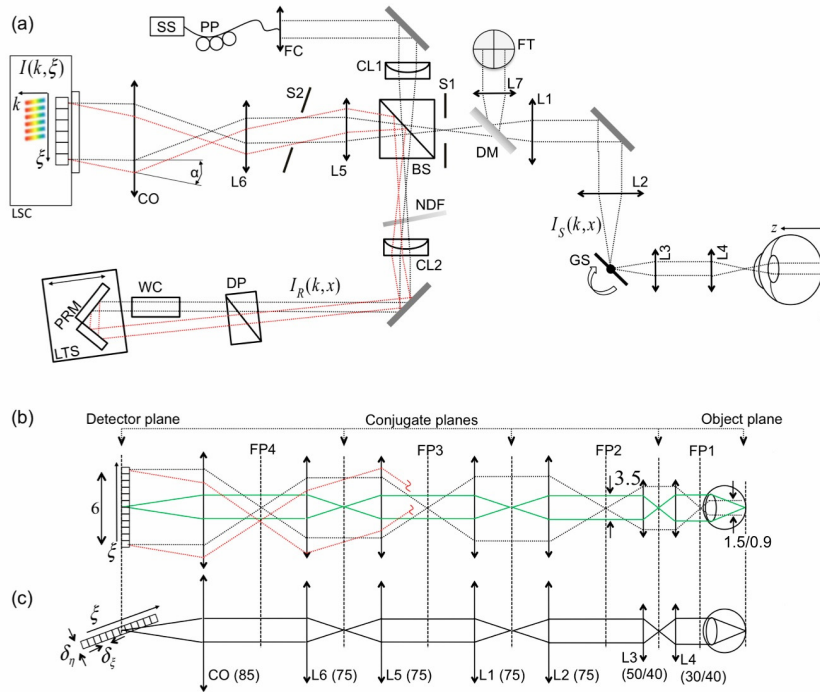 (a)
SS
PP
FC
CL1
FT
L7
L1
S1
S2
I(k,ξ)
k
ξ
α
LSC
CO
L6
L5
BS
DM
L2
NDF
CL2
I_S(k,x)
GS
L3
L4
z
WC
DP
I_R(k,x)
PRM
LTS
(b)
Detector plane
Conjugate planes
Object plane
FP4
FP3
FP2
FP1
3.5
6
ξ
1.5/0.9
(c)
ξ
δ_η
δ_ξ
CO (85)
L6 (75)
L5 (75)
L1 (75)
L2 (75)
L3
(50/40)
L4
(30/40)